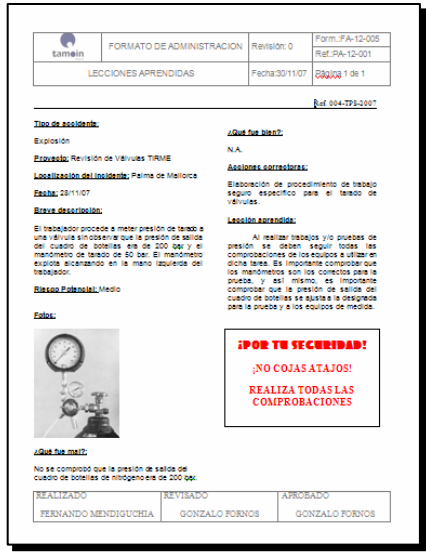 tamoin
FORMATO DE ADMINISTRACION
Revisión: 0
Form.:FA-12-005
Ref.:PA-12-001
LECCIONES APRENDIDAS
Fecha:30/11/07
Página 1 de 1
Ref. 004-TPS-2007
Tipo de accidente:
Explosión
Proyecto: Revisión de Válvulas TIRME
Localización del incidente: Palma de Mallorca
Fecha: 28/11/07
Breve descripción:
El trabajador procede a meter presión de tarado a
una válvula sin observar que la presión de salida
del cuadro de botellas era de 200 bar y el
manómetro de tarado de 50 bar. El manómetro
explota alcanzando en la mano izquierda del
trabajador.
Riesgo Potencial: Medio
Fotos:
¿Qué fue mal?:
No se comprobó que la presión de salida del
cuadro de botellas de nitrógeno era de 200 bar.
¿Qué fue bien?:
N.A.
Acciones correctoras:
Elaboración de procedimiento de trabajo
seguro específico para el tarado de
válvulas.
Lección aprendida:
Al realizar trabajos y/o pruebas de
presión se deben seguir todas las
comprobaciones de los equipos a utilizar en
dicha tarea. Es importante comprobar que
los manómetros son los correctos para la
prueba, y así mismo, es importante
comprobar que la presión de salida del
cuadro de botellas se ajusta a la designada
para la prueba y a los equipos de medida.
¡POR TU SEGURIDAD!
¡NO COJAS ATAJOS!
REALIZA TODAS LAS
COMPROBACIONES
REALIZADO
REVISADO
APROBADO
FERNANDO MENDIGUCHIA
GONZALO FORNOS
GONZALO FORNOS